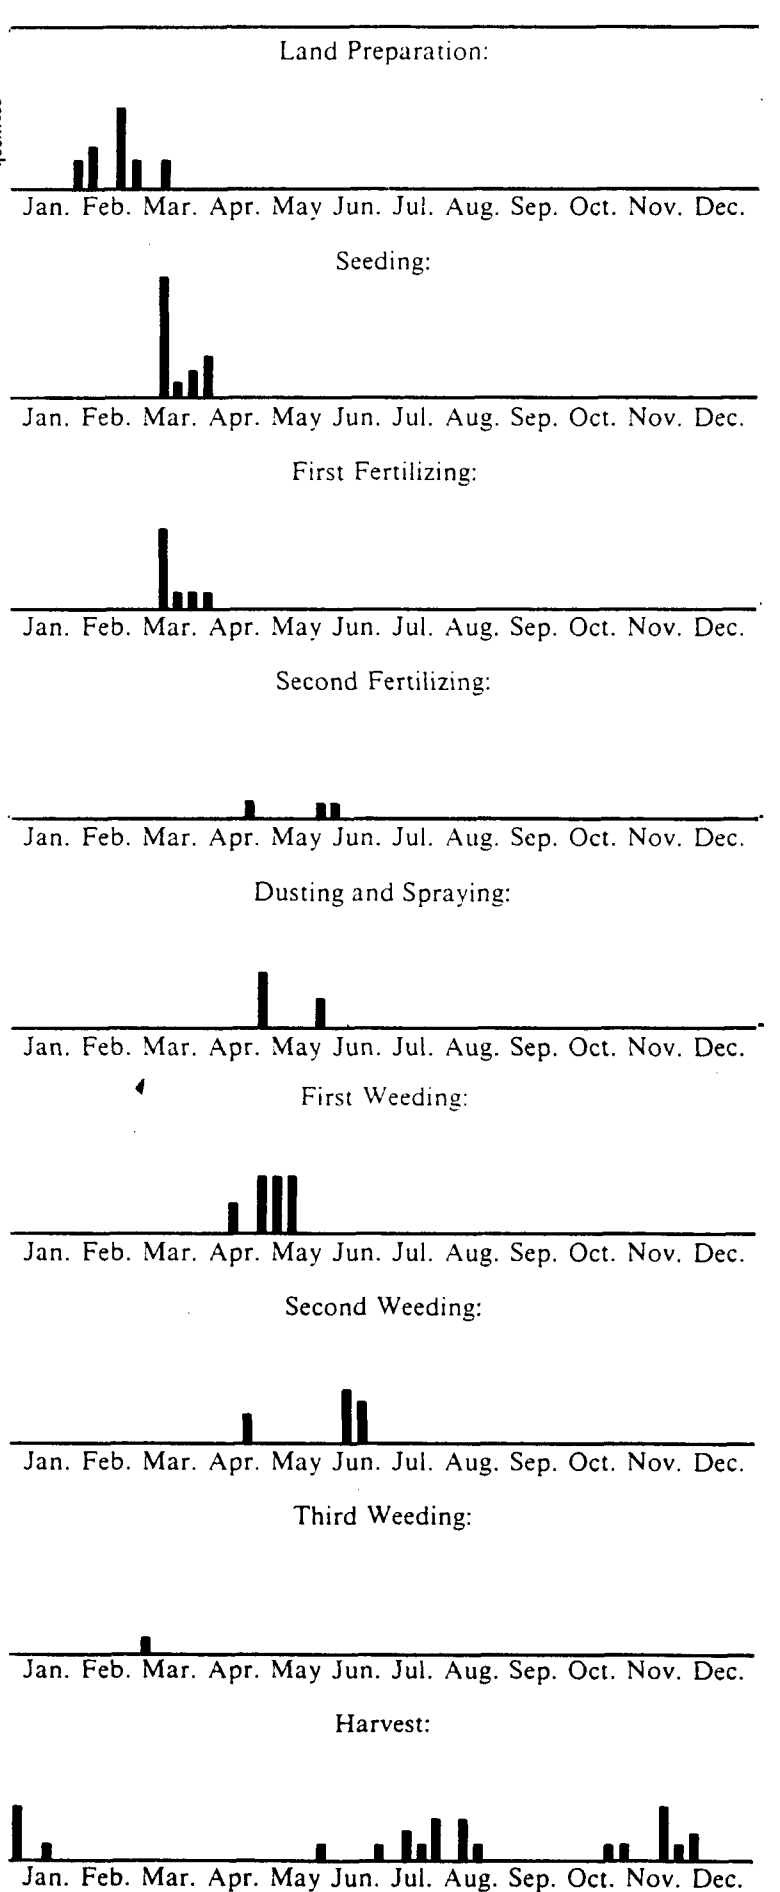 Land Preparation:
Jan. Feb. Mar. Apr. May Jun. Jul. Aug. Sep. Oct. Nov. Dec.
Seeding:
Jan. Feb. Mar. Apr. May Jun. Jul. Aug. Sep. Oct. Nov. Dec.
First Fertilizing:
Jan. Feb. Mar. Apr. May Jun. Jul. Aug. Sep. Oct. Nov. Dec.
Second Fertilizing:
Jan. Feb. Mar. Apr. May Jun. Jul. Aug. Sep. Oct. Nov. Dec.
Dusting and Spraying:
Jan. Feb. Mar. Apr. May Jun. Jul. Aug. Sep. Oct. Nov. Dec.
First Weeding:
Jan. Feb. Mar. Apr. May Jun. Jul. Aug. Sep. Oct. Nov. Dec.
Second Weeding:
Jan. Feb. Mar. Apr. May Jun. Jul. Aug. Sep. Oct. Nov. Dec.
Third Weeding:
Jan. Feb. Mar. Apr. May Jun. Jul. Aug. Sep. Oct. Nov. Dec.
Harvest:
Jan. Feb. Mar. Apr. May Jun. Jul. Aug. Sep. Oct. Nov. Dec.